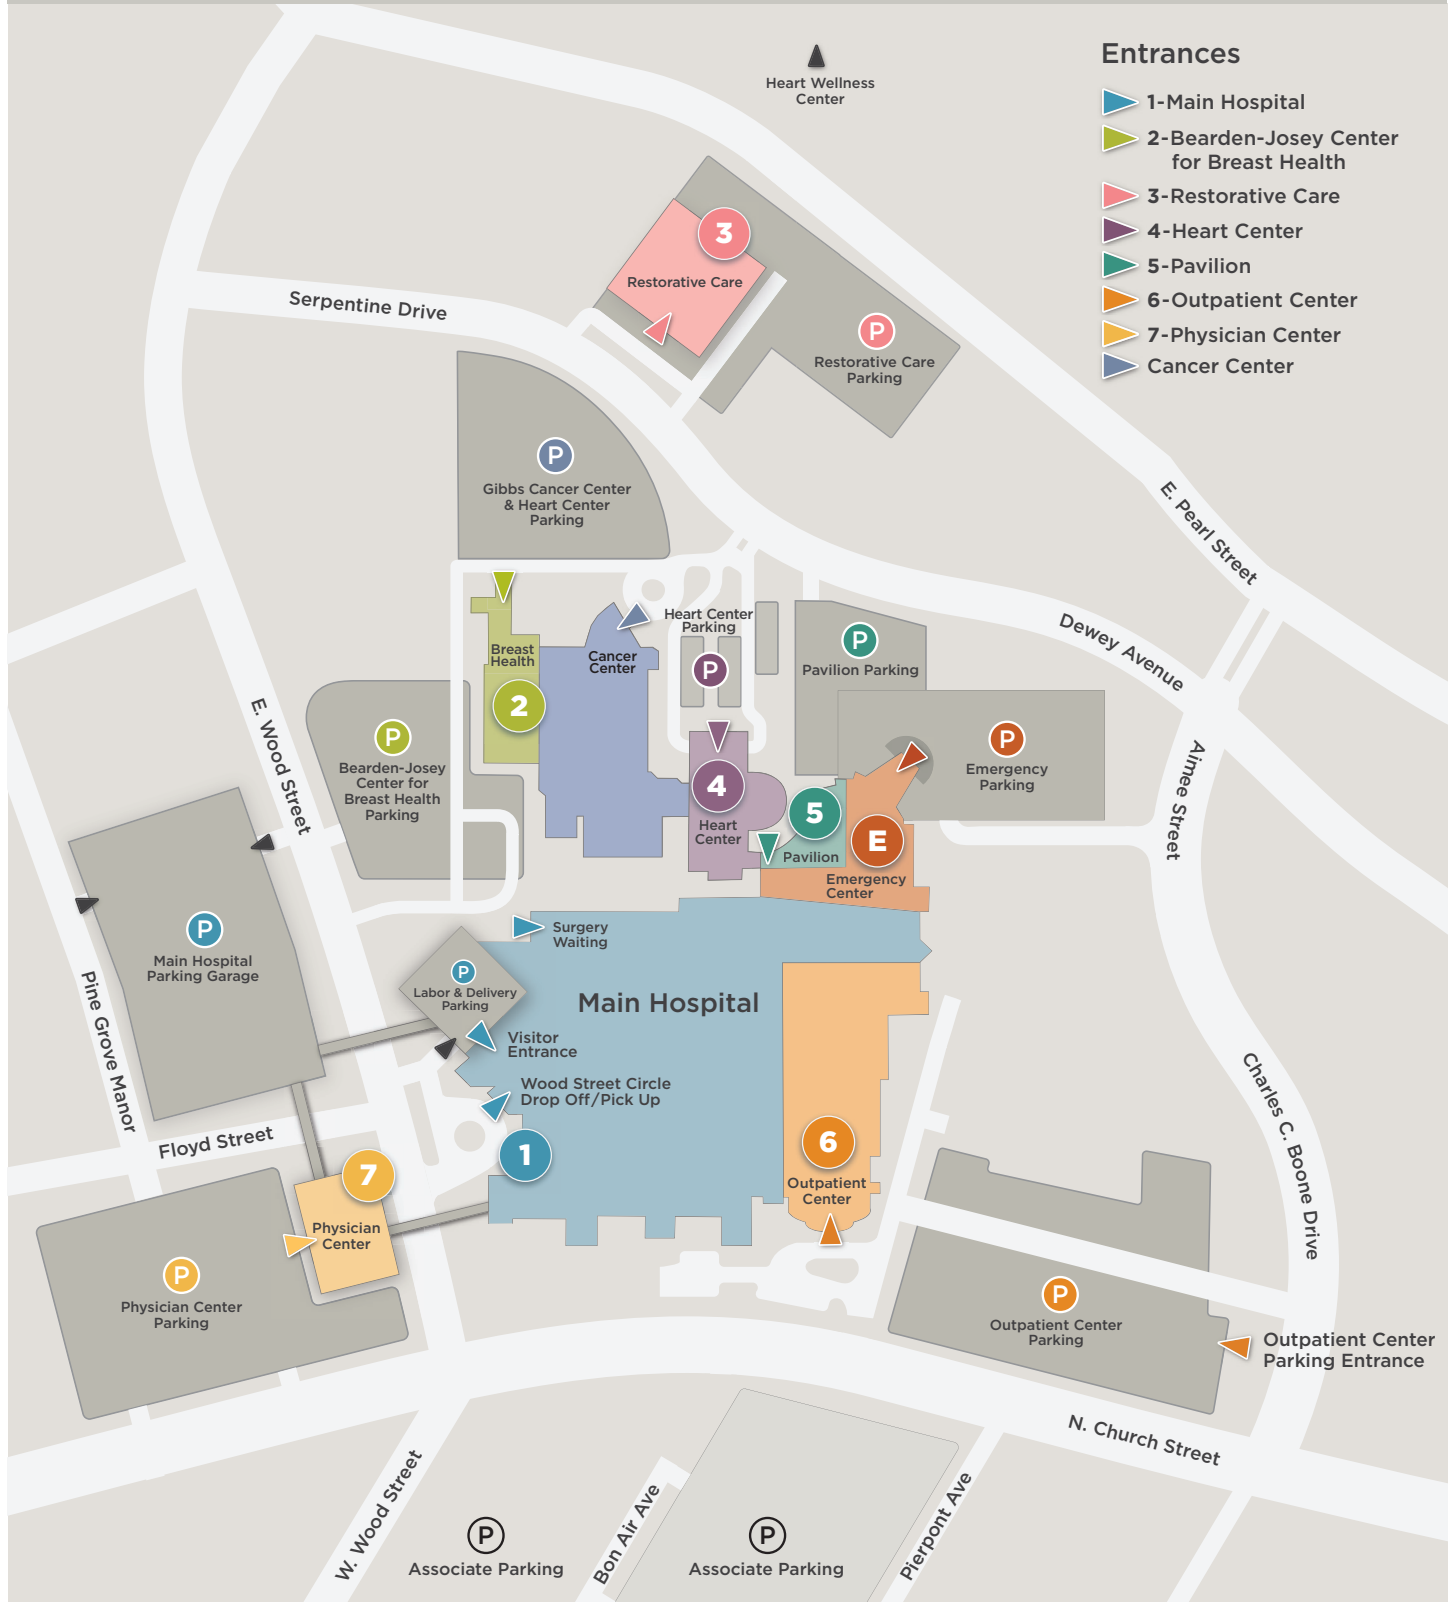 Heart Wellness
Center
Entrances
1-Main Hospital
2-Bearden-Josey Center
for Breast Health
3-Restorative Care
4-Heart Center
5-Pavilion
6-Outpatient Center
7-Physician Center
Cancer Center
3
Restorative Care
P
Restorative Care
Parking
Serpentine Drive
P
Gibbs Cancer Center
& Heart Center
Parking
E. Pearl Street
Dewey Avenue
Heart Center
Parking
P
P
Pavilion Parking
Breast
Health
2
Cancer
Center
E. Wood Street
P
Bearden-Josey
Center for
Breast Health
Parking
P
Emergency
Parking
Aimee Street
4
Heart
Center
5
Pavilion
E
Emergency
Center
P
Main Hospital
Parking Garage
Surgery
Waiting
P
Labor & Delivery
Parking
Main Hospital
Visitor
Entrance
Wood Street Circle
Drop Off/Pick Up
1
Pine Grove Manor
Floyd Street
7
Physician
Center
P
Physician Center
Parking
6
Outpatient
Center
Charles C. Boone Drive
P
Outpatient Center
Parking
Outpatient Center
Parking Entrance
N. Church Street
W. Wood Street
P
Associate Parking
Bon Air Ave
P
Associate Parking
Pierpont Ave